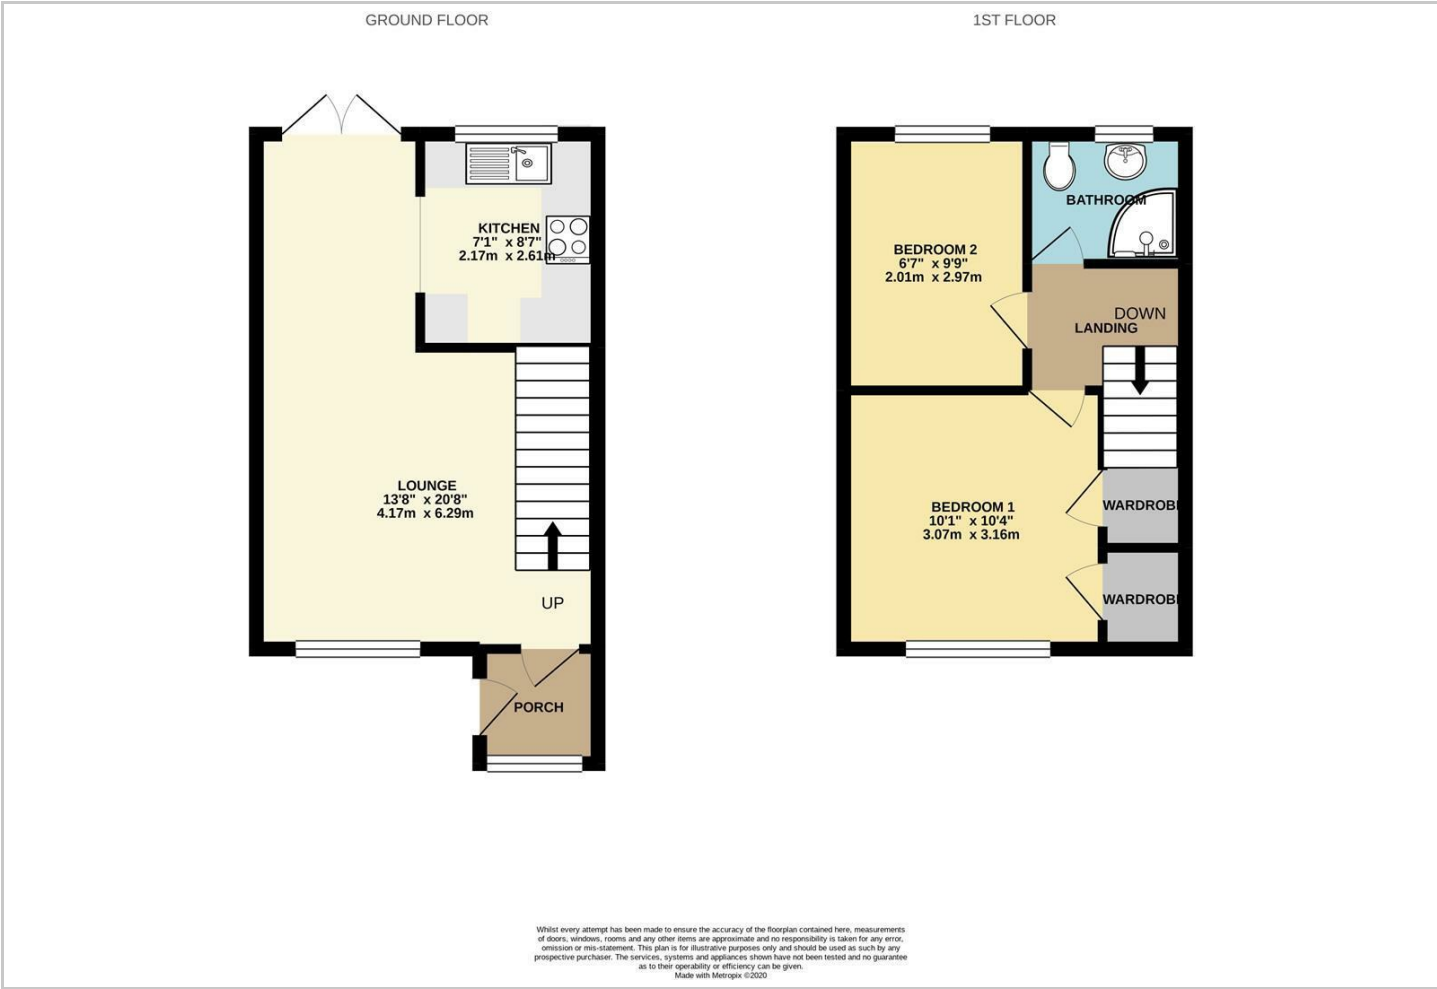 GROUND FLOOR
1ST FLOOR
KITCHEN
7'1" x 8'7"
2.17m x 2.61m
LOUNGE
13'8" x 20'8"
4.17m x 6.29m
UP
PORCH
BATHROOM
BEDROOM 2
6'7" x 9'9"
2.01m x 2.97m
DOWN
LANDING
BEDROOM 1
10'1" x 10'4"
3.07m x 3.16m
WARDROBE
WARDROBE
Whilst every attempt has been made to ensure the accuracy of the floorplan contained here, measurements
of doors, windows, rooms and any other items are approximate and no responsibility is taken for any error,
omission or mis-statement. This plan is for illustrative purposes only and should be used as such by any
prospective purchaser. The services, systems and appliances shown have not been tested and no guarantee
as to their operability or efficiency can be given.
Made with Metropix ©2020